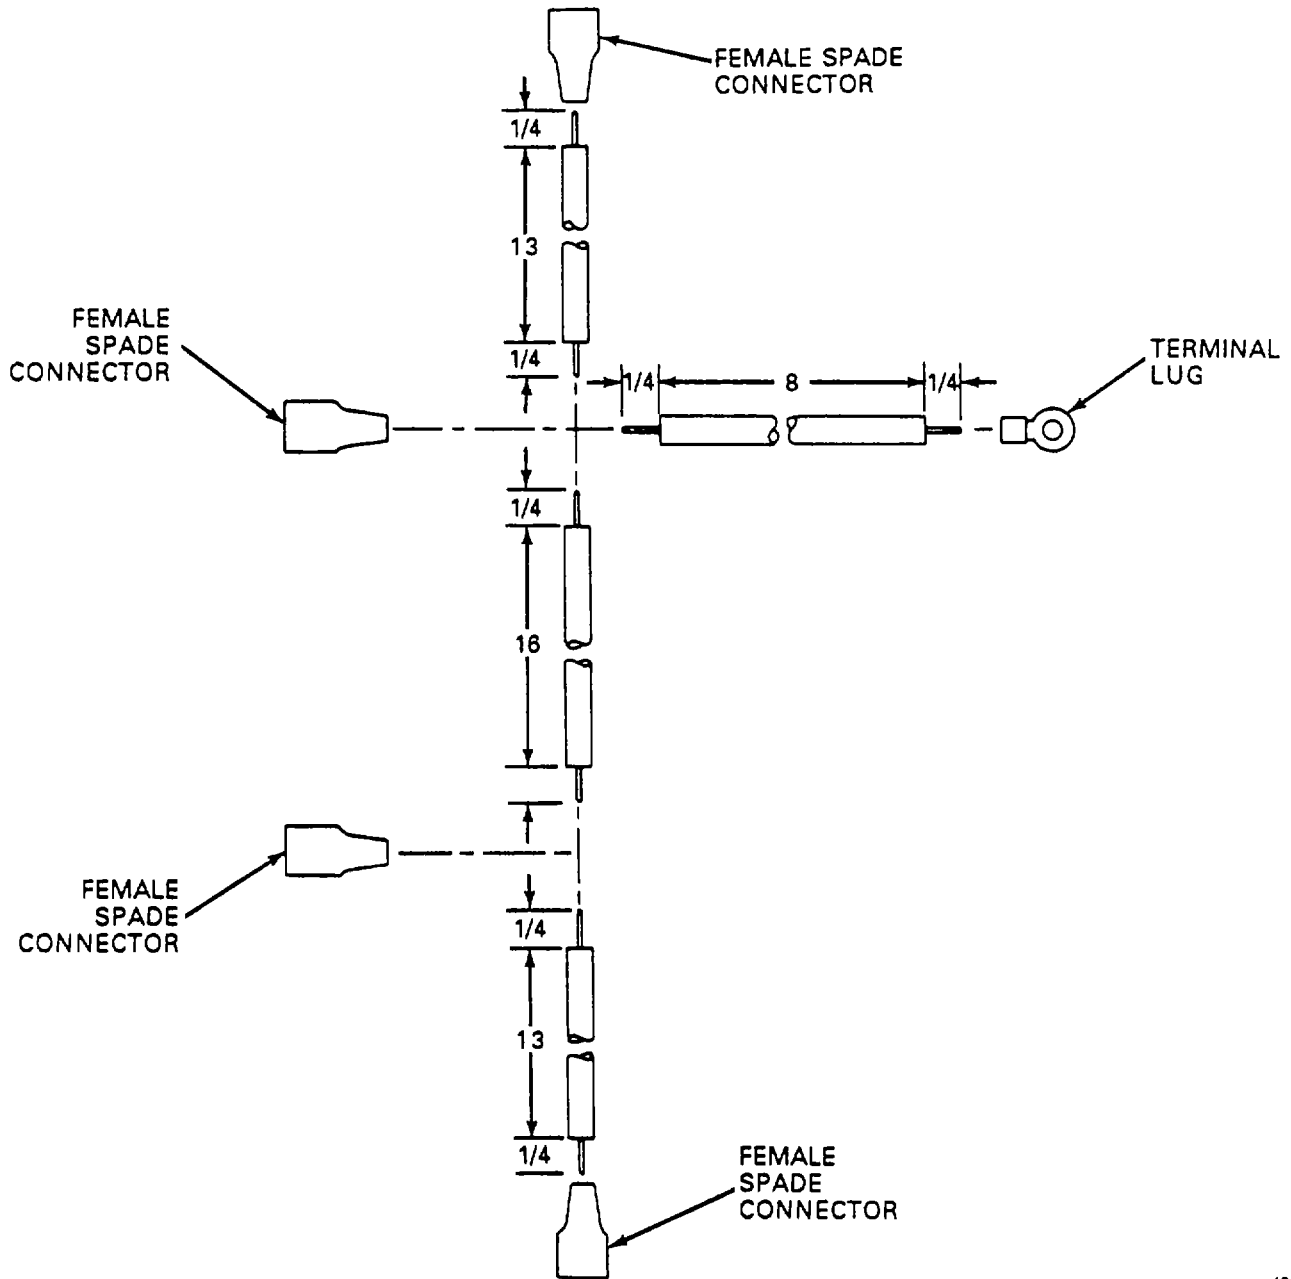 FEMALE SPADE
CONNECTOR
1/4
13
1/4
FEMALE
SPADE
CONNECTOR
1/4
8
1/4
TERMINAL
LUG
1/4
16
FEMALE
SPADE
CONNECTOR
1/4
13
1/4
FEMALE
SPADE
CONNECTOR